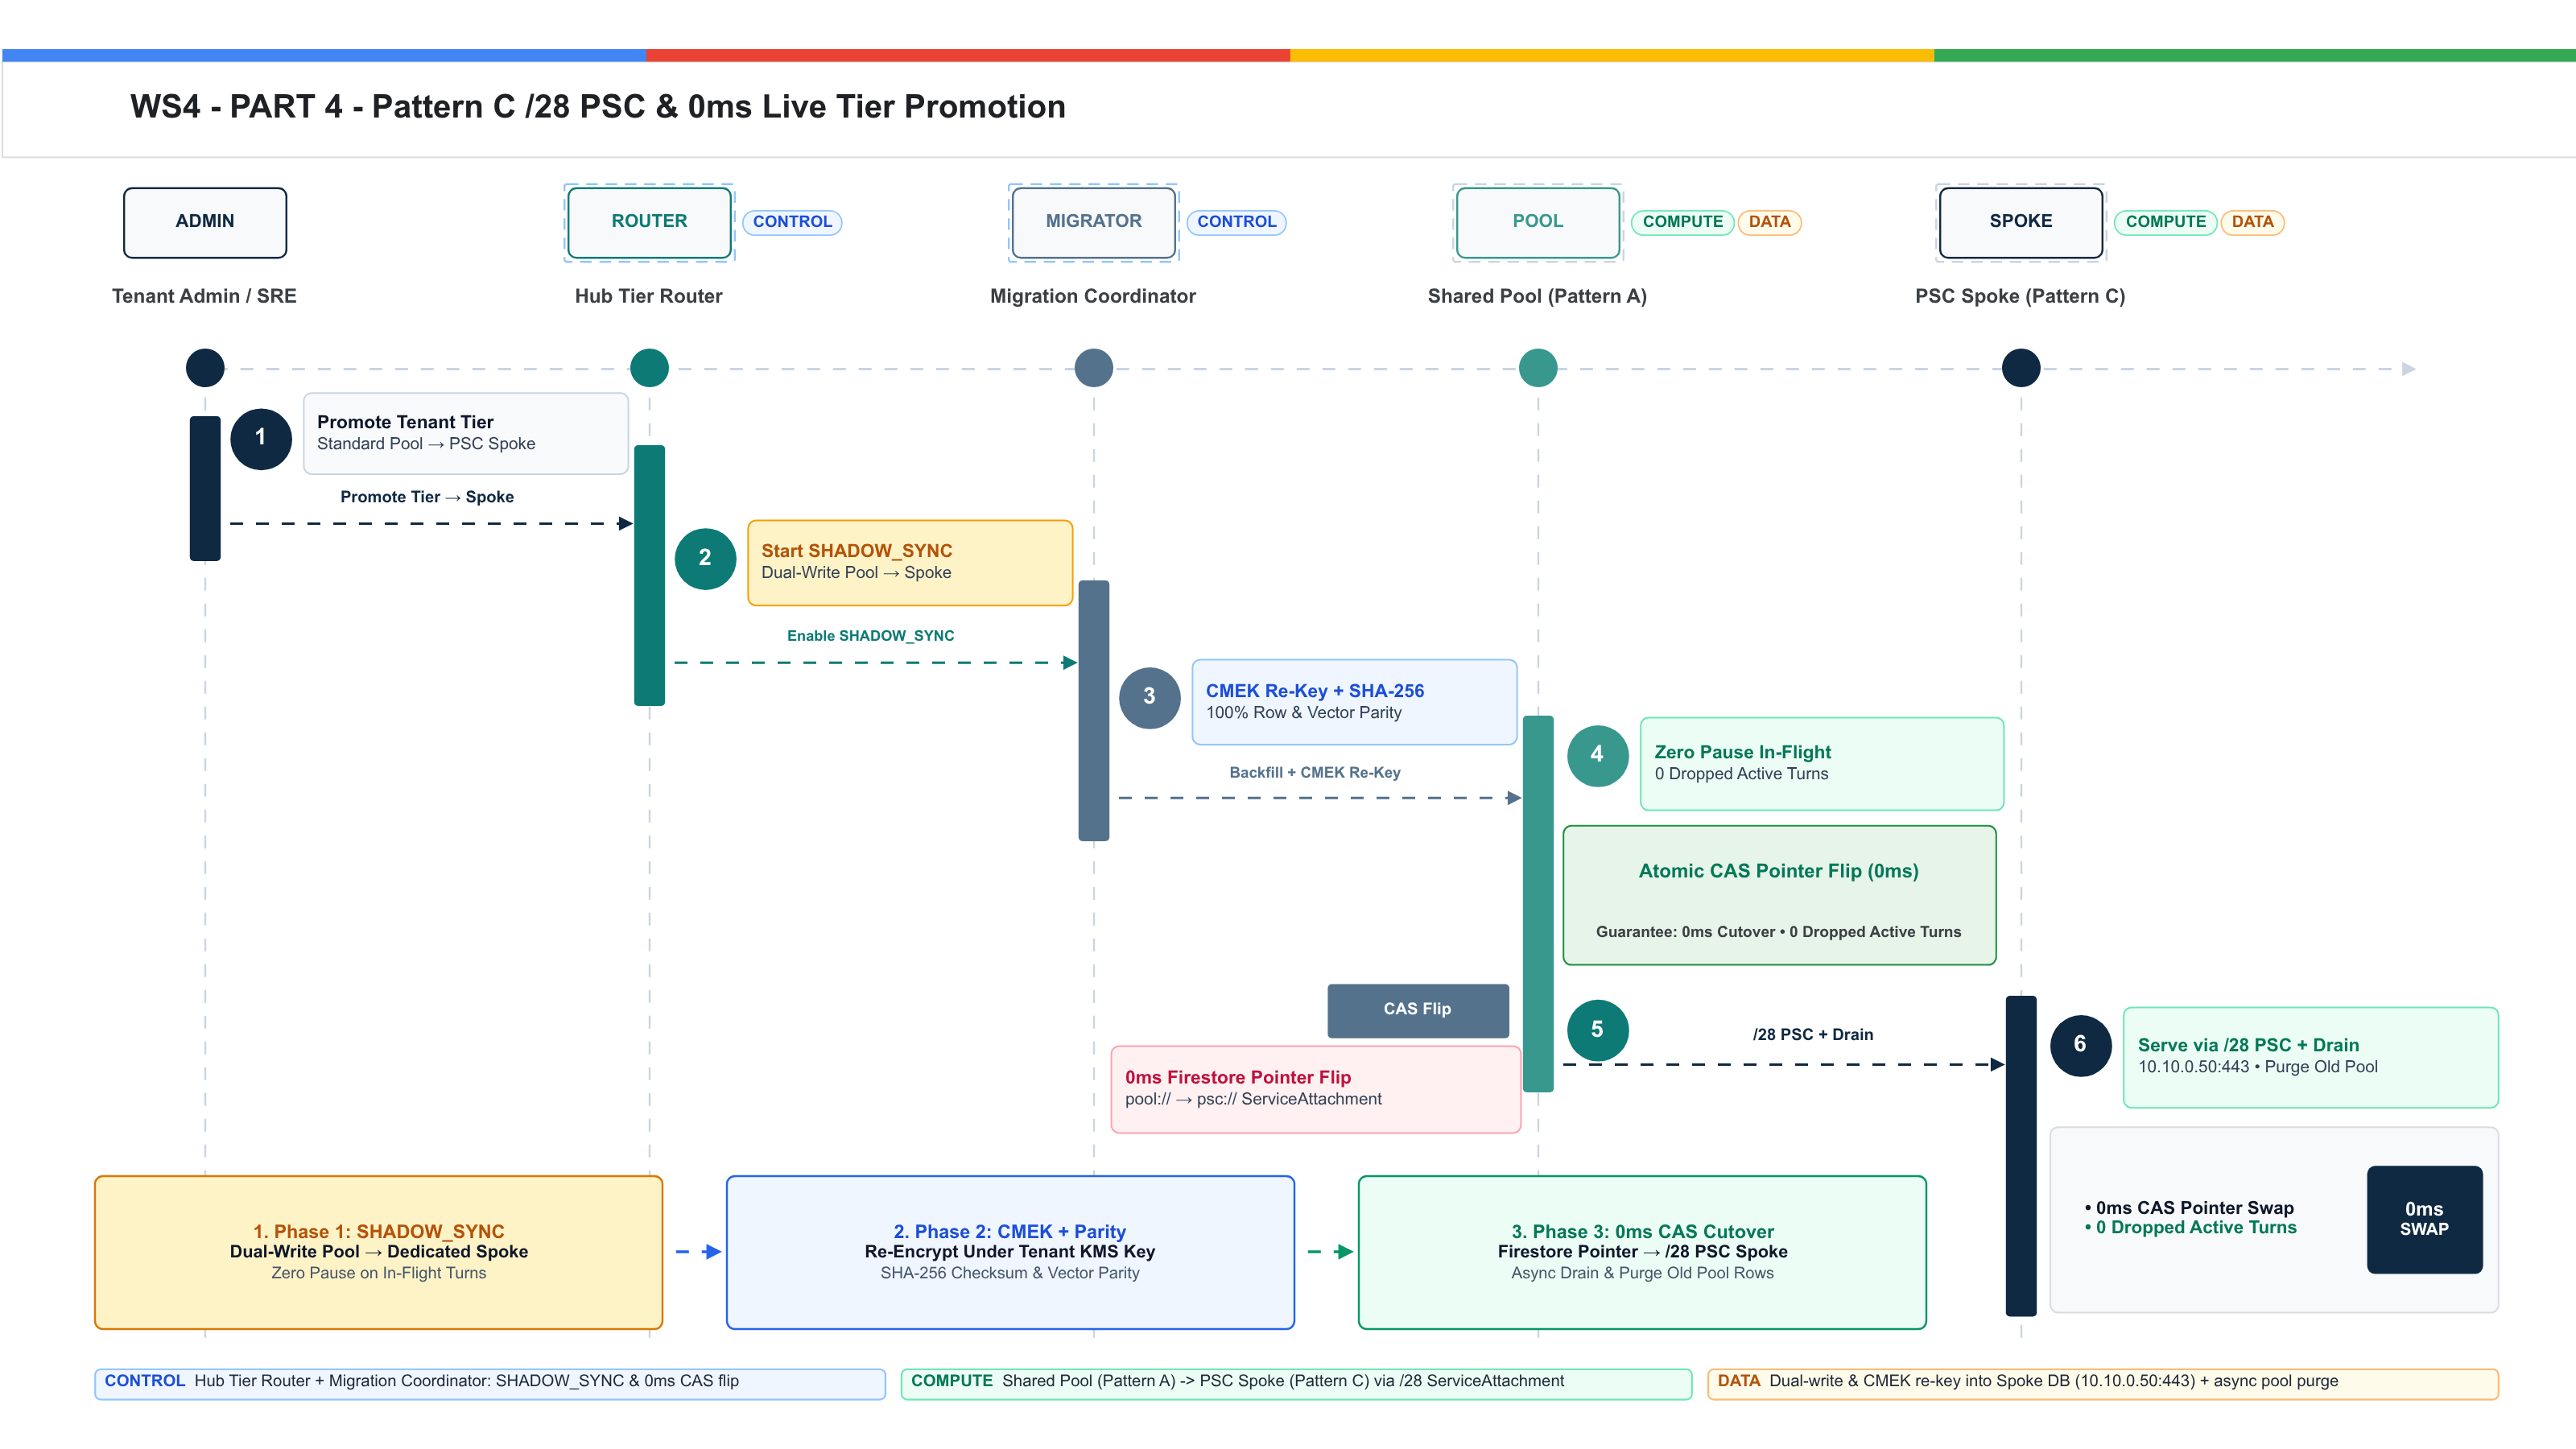 WS4 - PART 4 - Pattern C /28 PSC & 0ms Live Tier Promotion
ADMIN
ROUTER
CONTROL
MIGRATOR
CONTROL
POOL
COMPUTE
DATA
SPOKE
COMPUTE
DATA
Tenant Admin / SRE
Hub Tier Router
Migration Coordinator
Shared Pool (Pattern A)
PSC Spoke (Pattern C)
1
Promote Tenant Tier
Standard Pool → PSC Spoke
Promote Tier → Spoke
2
Start SHADOW_SYNC
Dual-Write Pool → Spoke
Enable SHADOW_SYNC
3
CMEK Re-Key + SHA-256
100% Row & Vector Parity
Backfill + CMEK Re-Key
4
Zero Pause In-Flight
0 Dropped Active Turns
Atomic CAS Pointer Flip (0ms)
Guarantee: 0ms Cutover • 0 Dropped Active Turns
CAS Flip
5
/28 PSC + Drain
0ms Firestore Pointer Flip
pool:// → psc:// ServiceAttachment
6
Serve via /28 PSC + Drain
10.10.0.50:443 • Purge Old Pool
• 0ms CAS Pointer Swap
• 0 Dropped Active Turns
0ms
SWAP
1. Phase 1: SHADOW_SYNC
Dual-Write Pool → Dedicated Spoke
Zero Pause on In-Flight Turns
2. Phase 2: CMEK + Parity
Re-Encrypt Under Tenant KMS Key
SHA-256 Checksum & Vector Parity
3. Phase 3: 0ms CAS Cutover
Firestore Pointer → /28 PSC Spoke
Async Drain & Purge Old Pool Rows
CONTROL Hub Tier Router + Migration Coordinator: SHADOW_SYNC & 0ms CAS flip
COMPUTE Shared Pool (Pattern A) -> PSC Spoke (Pattern C) via /28 ServiceAttachment
DATA Dual-write & CMEK re-key into Spoke DB (10.10.0.50:443) + async pool purge